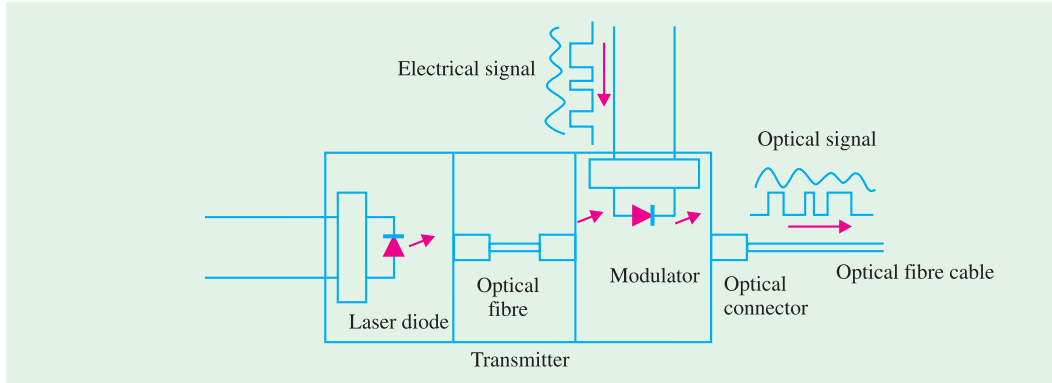 Electrical signal
Optical signal
Optical fibre cable
Modulator
Optical
connector
Optical
fibre
Laser diode
Transmitter